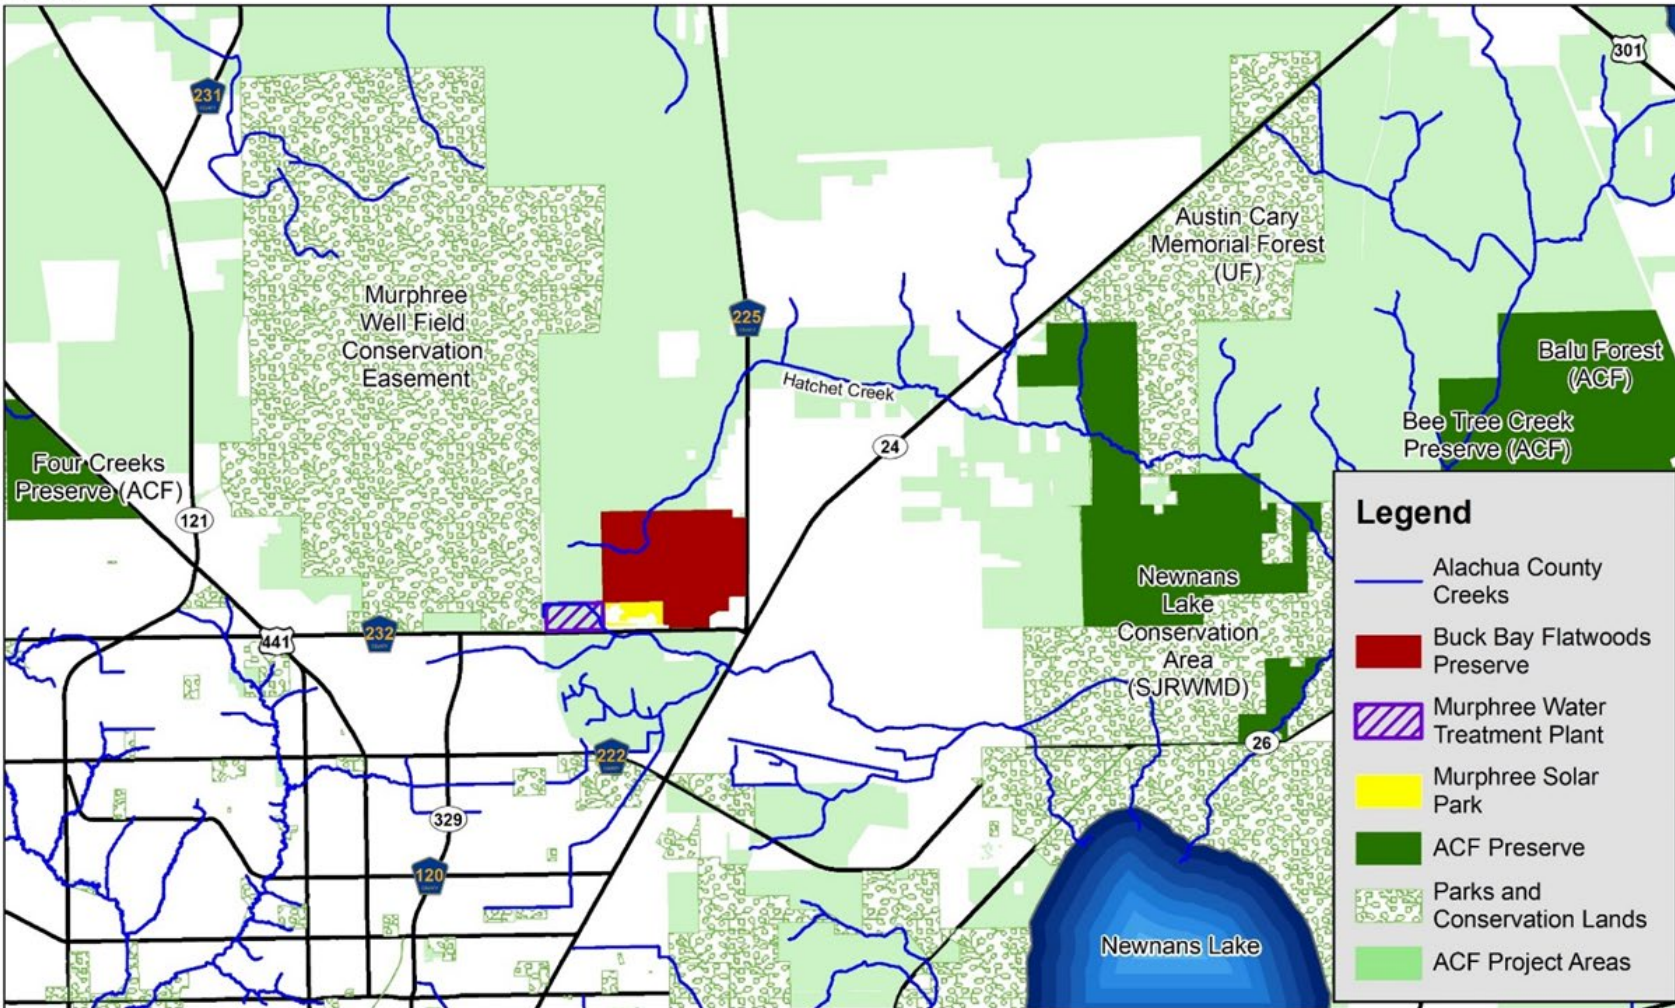 301
231
Austin Cary
Memorial Forest
(UF)
Murphree
Well Field
Conservation
Easement
225
Balu Forest
(ACF)
Hatchet Creek
Bee Tree Creek
Preserve (ACF)
24
Four Creeks
Preserve (ACF)
121
Newnans
Lake
Conservation
Area
(SJRWMD)
441
232
26
222
329
120
Newnans Lake
Legend
Alachua County
Creeks
Buck Bay Flatwoods
Preserve
Murphree Water
Treatment Plant
Murphree Solar
Park
ACF Preserve
Parks and
Conservation Lands
ACF Project Areas